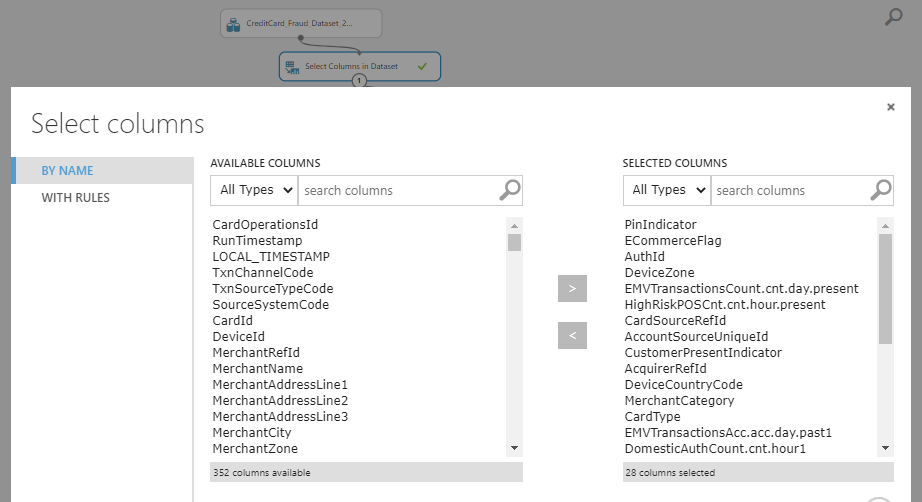 CreditCard_Fraud_Dataset_2...
Select Columns in Dataset
1
Select columns
BY NAME
WITH RULES
AVAILABLE COLUMNS
All Types
search columns
CardOperationsId
RunTimestamp
LOCAL_TIMESTAMP
TxnChannelCode
TxnSourceTypeCode
SourceSystemCode
CardId
DeviceId
MerchantRefId
MerchantName
MerchantAddressLine1
MerchantAddressLine2
MerchantAddressLine3
MerchantCity
MerchantZone
352 columns available
>
<
SELECTED COLUMNS
All Types
search columns
PinIndicator
ECommerceFlag
AuthId
DeviceZone
EMVTransactionsCount.cnt.day.present
HighRiskPOSCnt.cnt.hour.present
CardSourceRefId
AccountSourceUniqueId
CustomerPresentIndicator
AcquirerRefId
DeviceCountryCode
MerchantCategory
CardType
EMVTransactionsAcc.acc.day.past1
DomesticAuthCount.cnt.hour1
28 columns selected